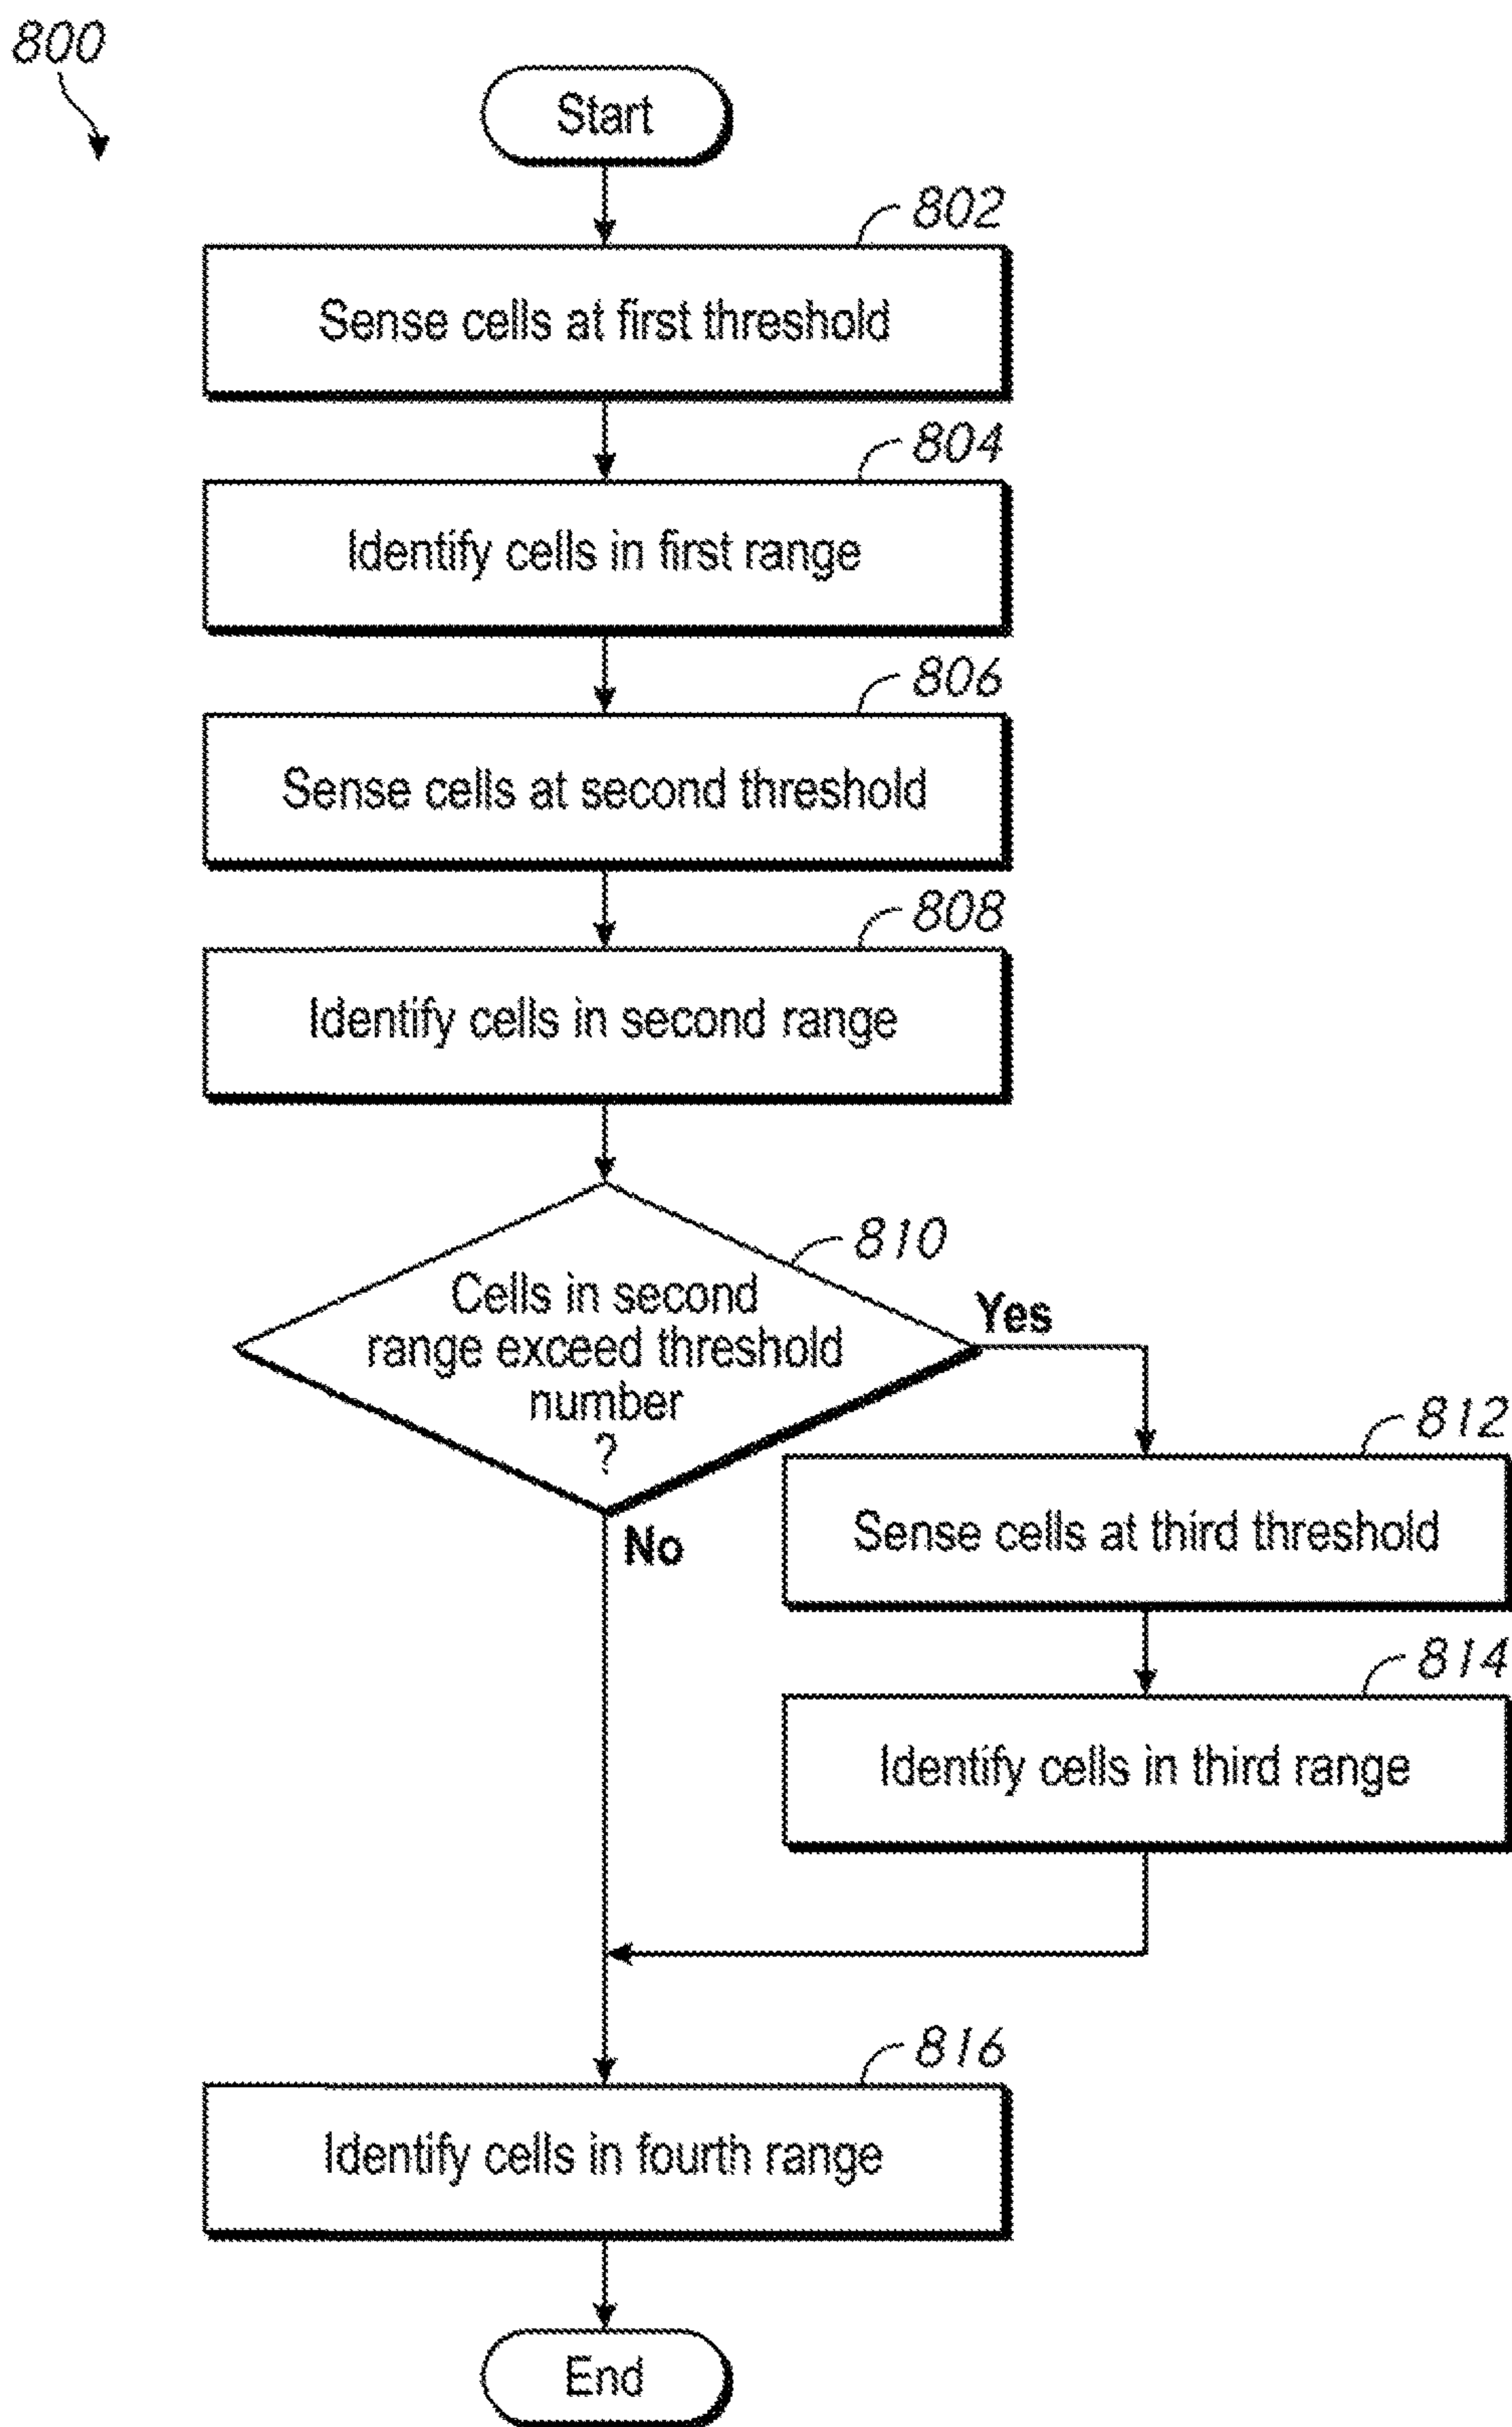 800
Start
802
Sense cells at first threshold
804
Identify cells in first range
806
Sense cells at second threshold
808
Identify cells in second range
810
Cells in second
range exceed threshold
number
?
Yes
No
812
Sense cells at third threshold
814
Identify cells in third range
816
Identify cells in fourth range
End